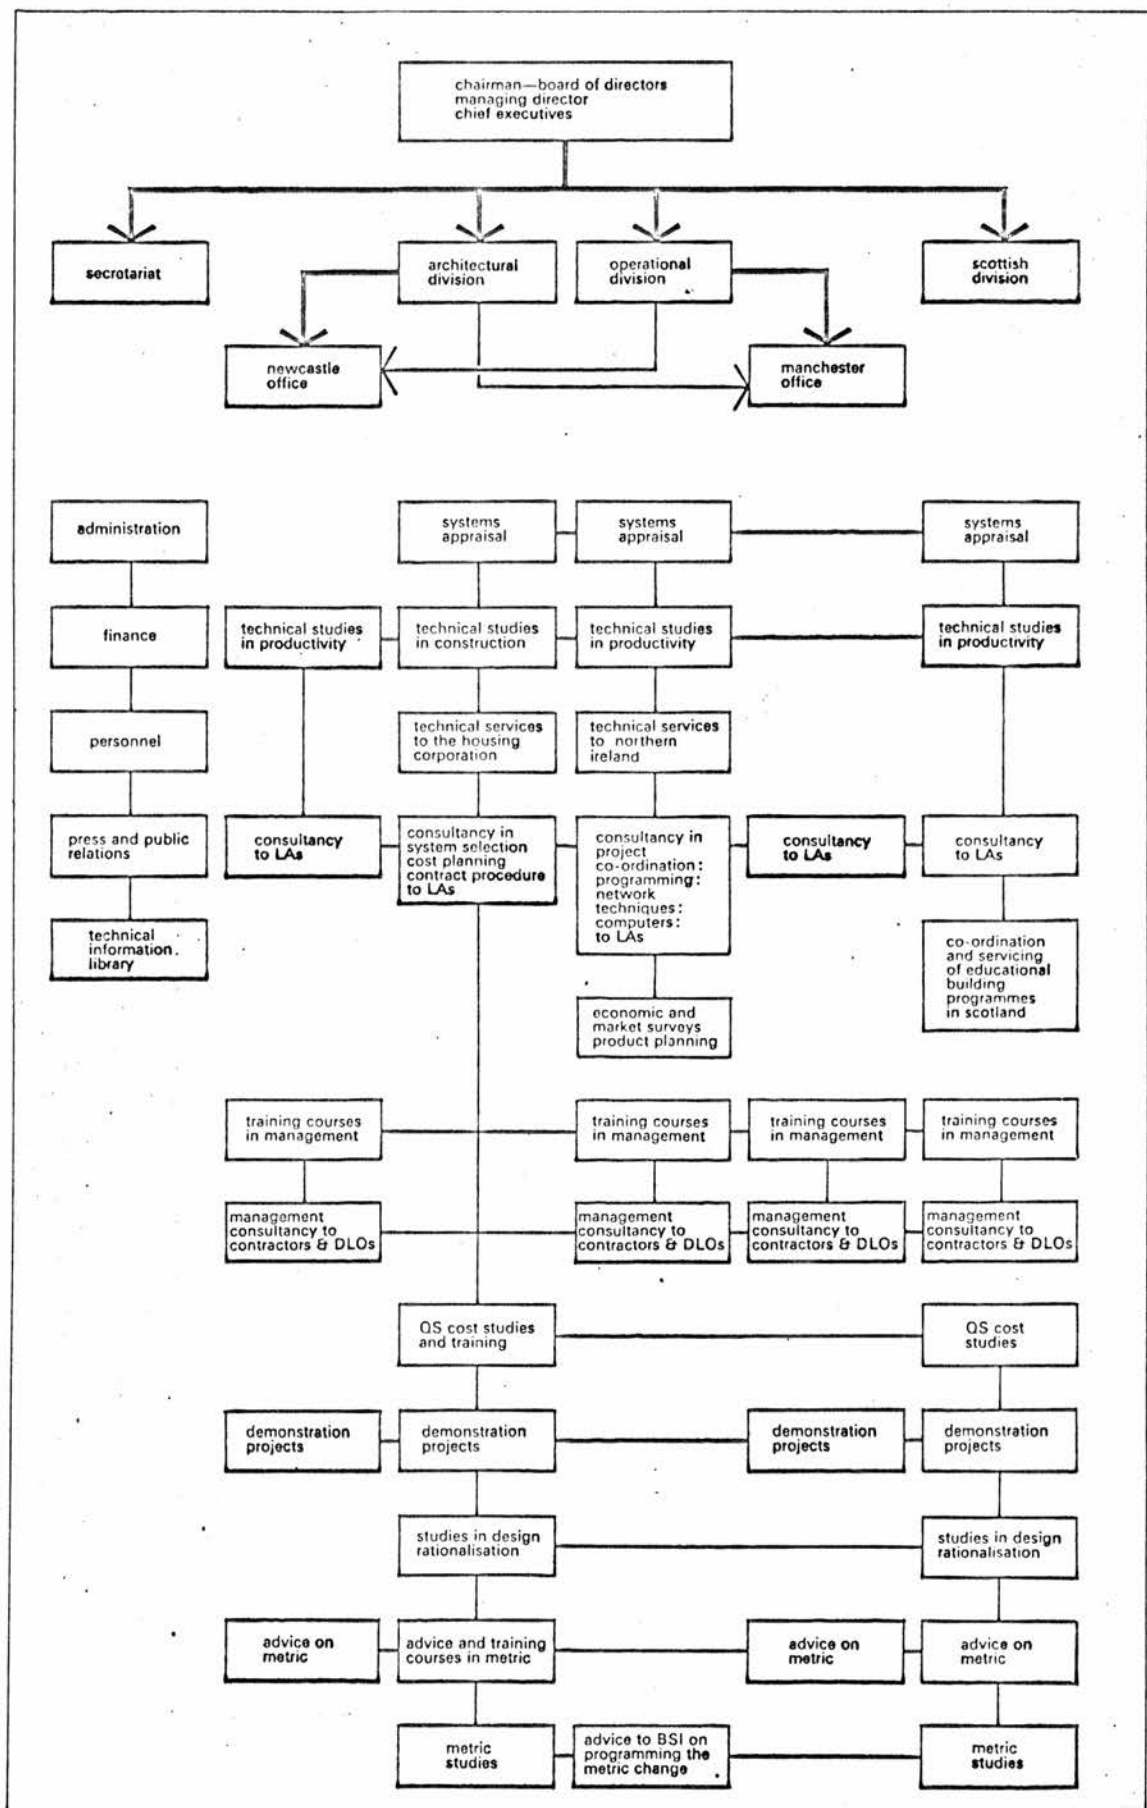 chairman—board of directors
managing director
chief executives
secretariat
architectural
division
operational
division
scottish
division
newcastle
office
manchester
office
administration
systems
appraisal
systems
appraisal
systems
appraisal
finance
technical studies
in productivity
technical studies
in construction
technical studies
in productivity
technical studies
in productivity
personnel
technical services
to the housing
corporation
technical services
to northern
ireland
press and public
relations
consultancy
to LAs
consultancy in
system selection
cost planning
contract procedure
to LAs
consultancy in
project
co-ordination:
programming:
network
techniques:
computers:
to LAs
consultancy
to LAs
consultancy
to LAs
technical
information.
library
co-ordination
and servicing
of educational
building
programmes
in scotland
economic and
market surveys
product planning
training courses
in management
training courses
in management
training courses
in management
training courses
in management
management
consultancy to
contractors & DLOs
management
consultancy to
contractors & DLOs
management
consultancy to
contractors & DLOs
management
consultancy to
contractors & DLOs
QS cost studies
and training
QS cost
studies
demonstration
projects
demonstration
projects
demonstration
projects
demonstration
projects
studies in design
rationalisation
studies in design
rationalisation
advice on
metric
advice and training
courses in metric
advice on
metric
advice on
metric
metric
studies
advice to BSI on
programming the
metric change
metric
studies